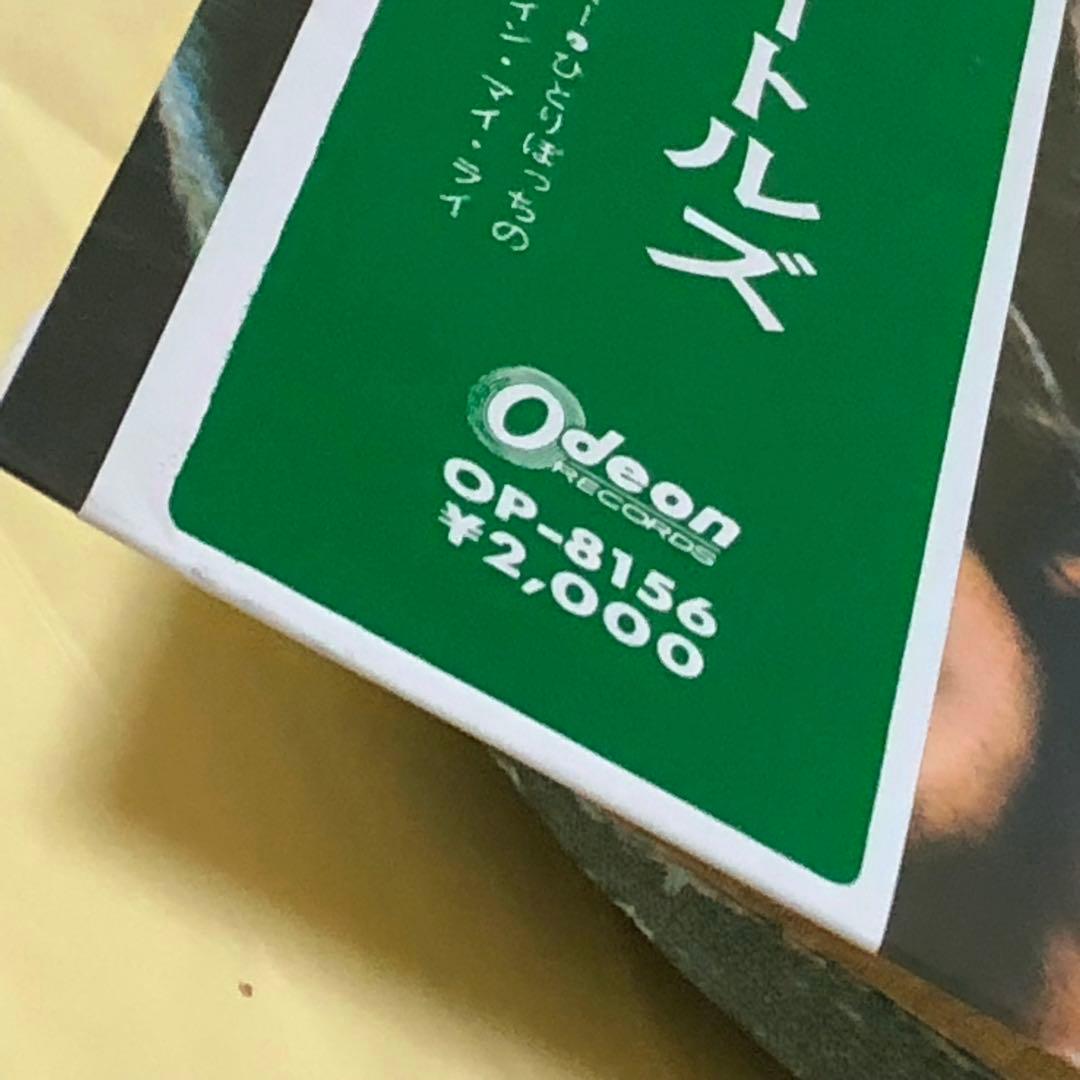 ートルズ
ひとりぼっちの
イン・マイ・ライ
Odeon
RECORDS
OP-8156
¥2,000